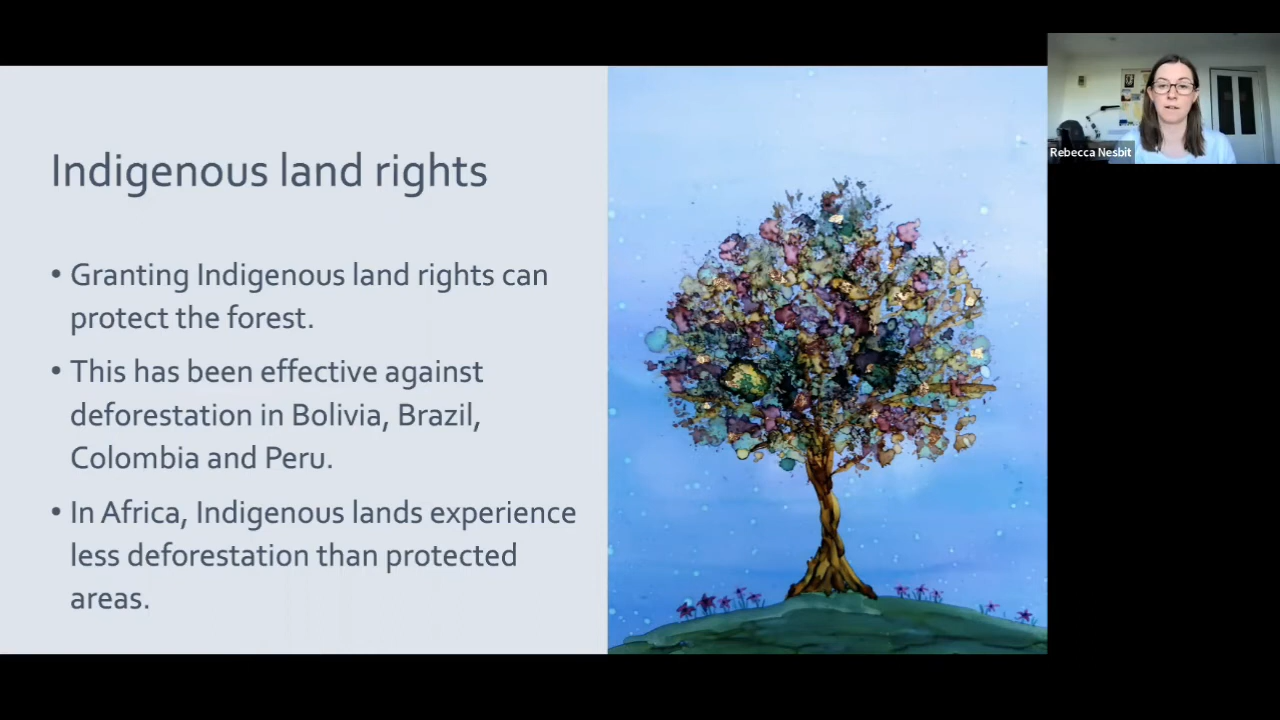 Indigenous land rights
• Granting Indigenous land rights can
protect the forest.
• This has been effective against
deforestation in Bolivia, Brazil,
Colombia and Peru.
• In Africa, Indigenous lands experience
less deforestation than protected
areas.
Rebecca Nesbit